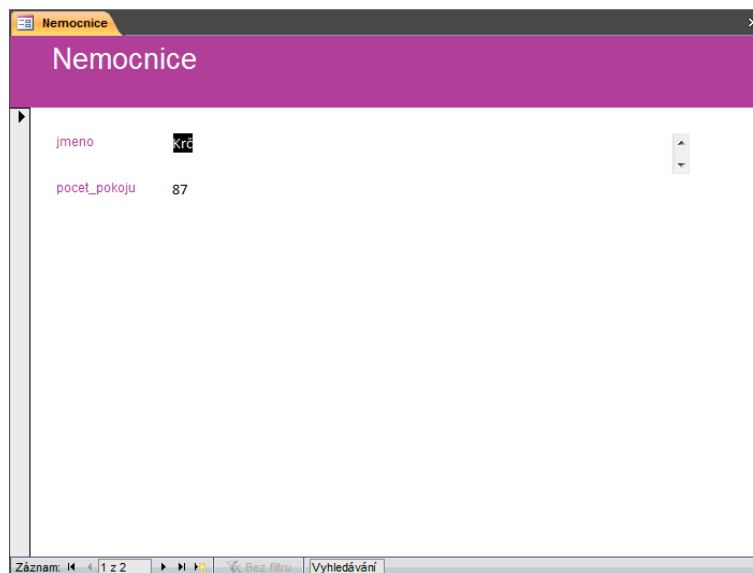 Nemocnice
Nemocnice
jmeno Krč
pocet_pokoju 87
Záznam: 1 z 2 Bez filtru Vyhledávání